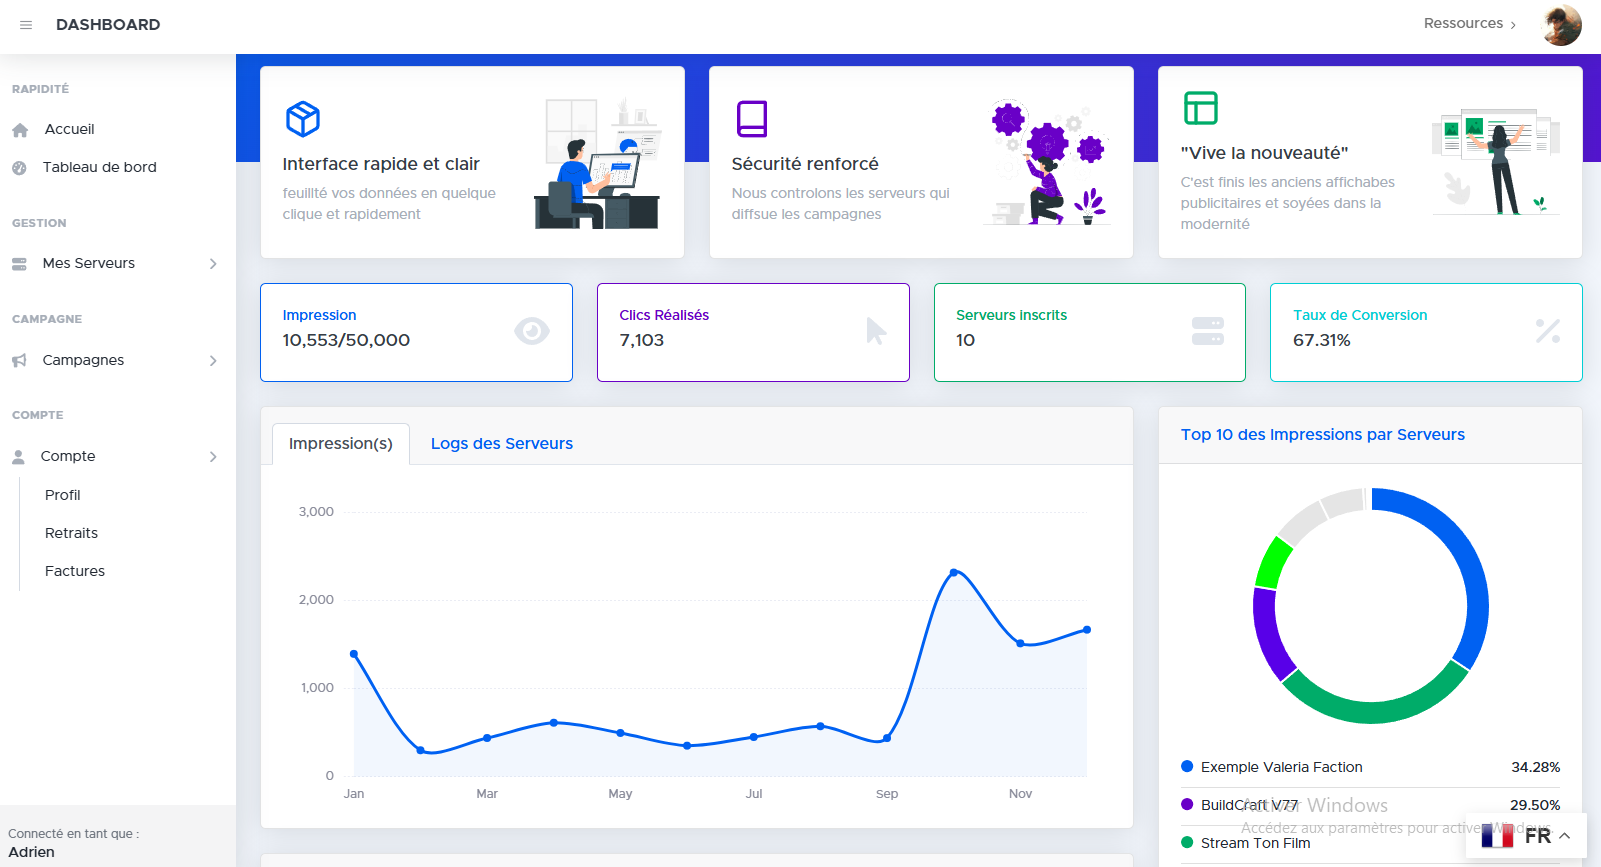 DASHBOARD
Ressources
RAPIDITÉ
Accueil
Tableau de bord
GESTION
Mes Serveurs
CAMPAGNE
Campagnes
COMPTE
Compte
Profil
Retraits
Factures
Connecté en tant que :
Adrien
Interface rapide et clair
feuillté vos données en quelque
clique et rapidement
Sécurité renforcé
Nous controlons les serveurs qui
diffsue les campagnes
"Vive la nouveauté"
C'est finis les anciens affichabes
publicitaires et soyées dans la
modernité
Impression
10,553/50,000
Clics Réalisés
7,103
Serveurs inscrits
10
Taux de Conversion
67.31%
Impression(s)
Logs des Serveurs
3,000
2,000
1,000
0
Jan Mar May Jul Sep Nov
Top 10 des Impressions par Serveurs
Exemple Valeria Faction 34.28%
BuildCraft V.77 29.50%
Stream Ton Film
Activer Windows
Accédez aux paramètres pour activer Windows.
FR